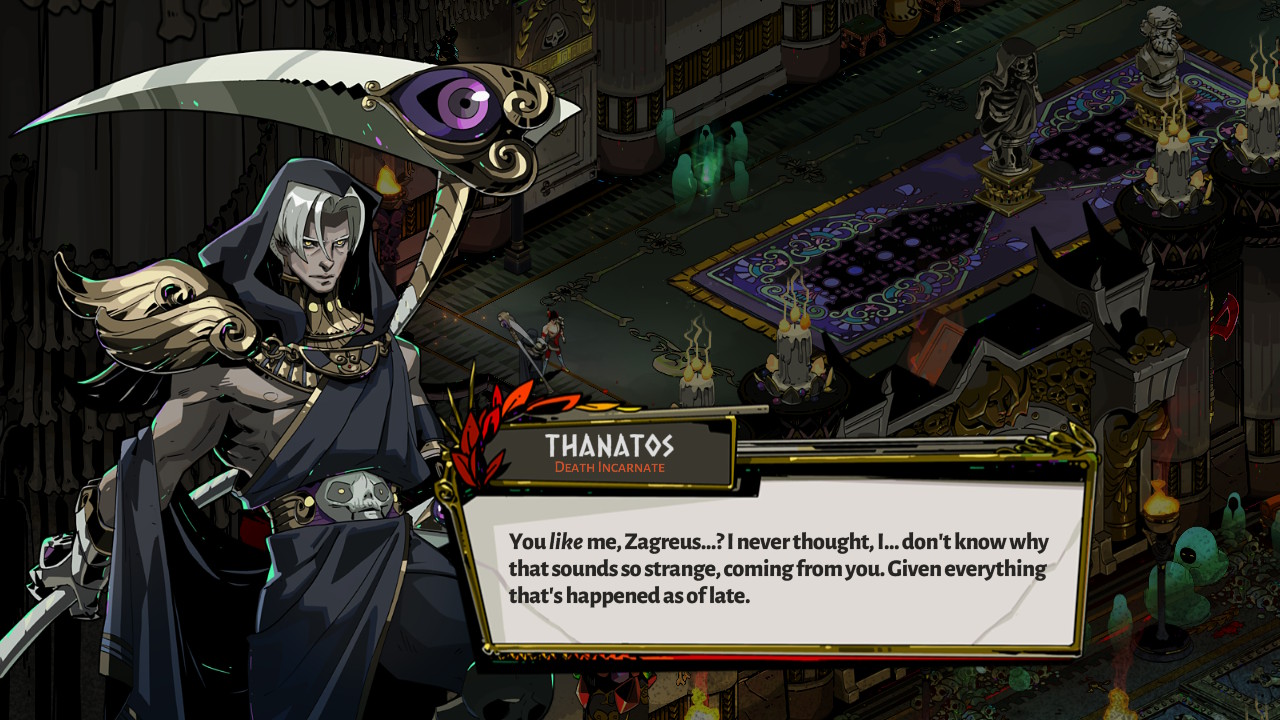 THANATOS
DEATH INCARNATE
You like me, Zagreus...? I never thought, I... don't know why
that sounds so strange, coming from you. Given everything
that's happened as of late.